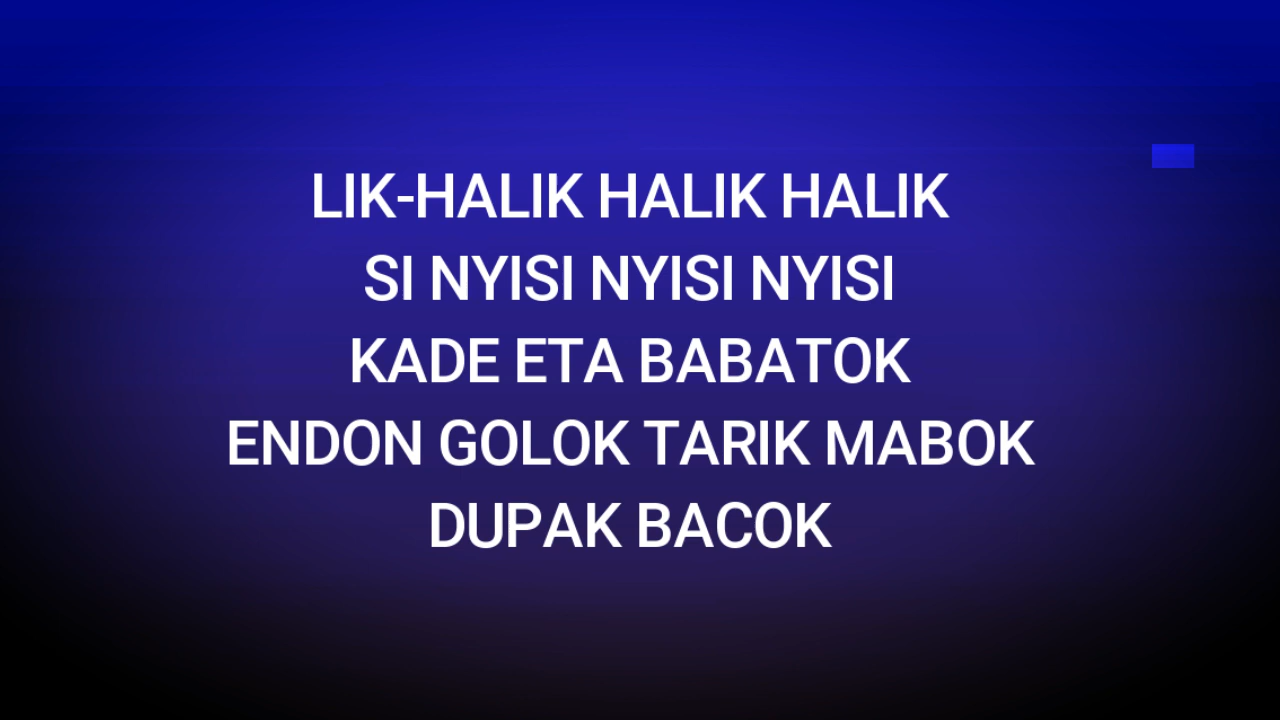 LIK-HALIK HALIK HALIK
SI NYISI NYISI NYISI
KADE ETA BABATOK
ENDON GOLOK TARIK MABOK
DUPAK BACOK